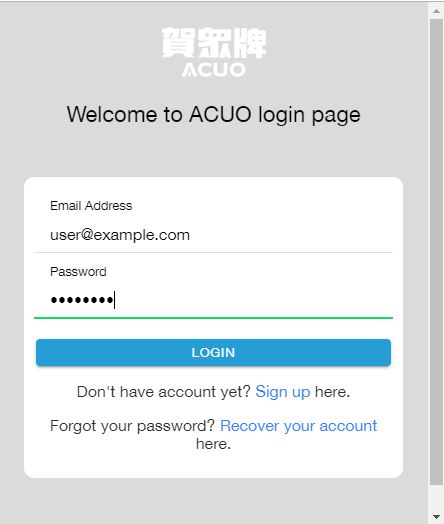 賀眾牌
ACUO
Welcome to ACUO login page
Email Address
user@example.com
Password
••••••••
LOGIN
Don't have account yet? Sign up here.
Forgot your password? Recover your account
here.